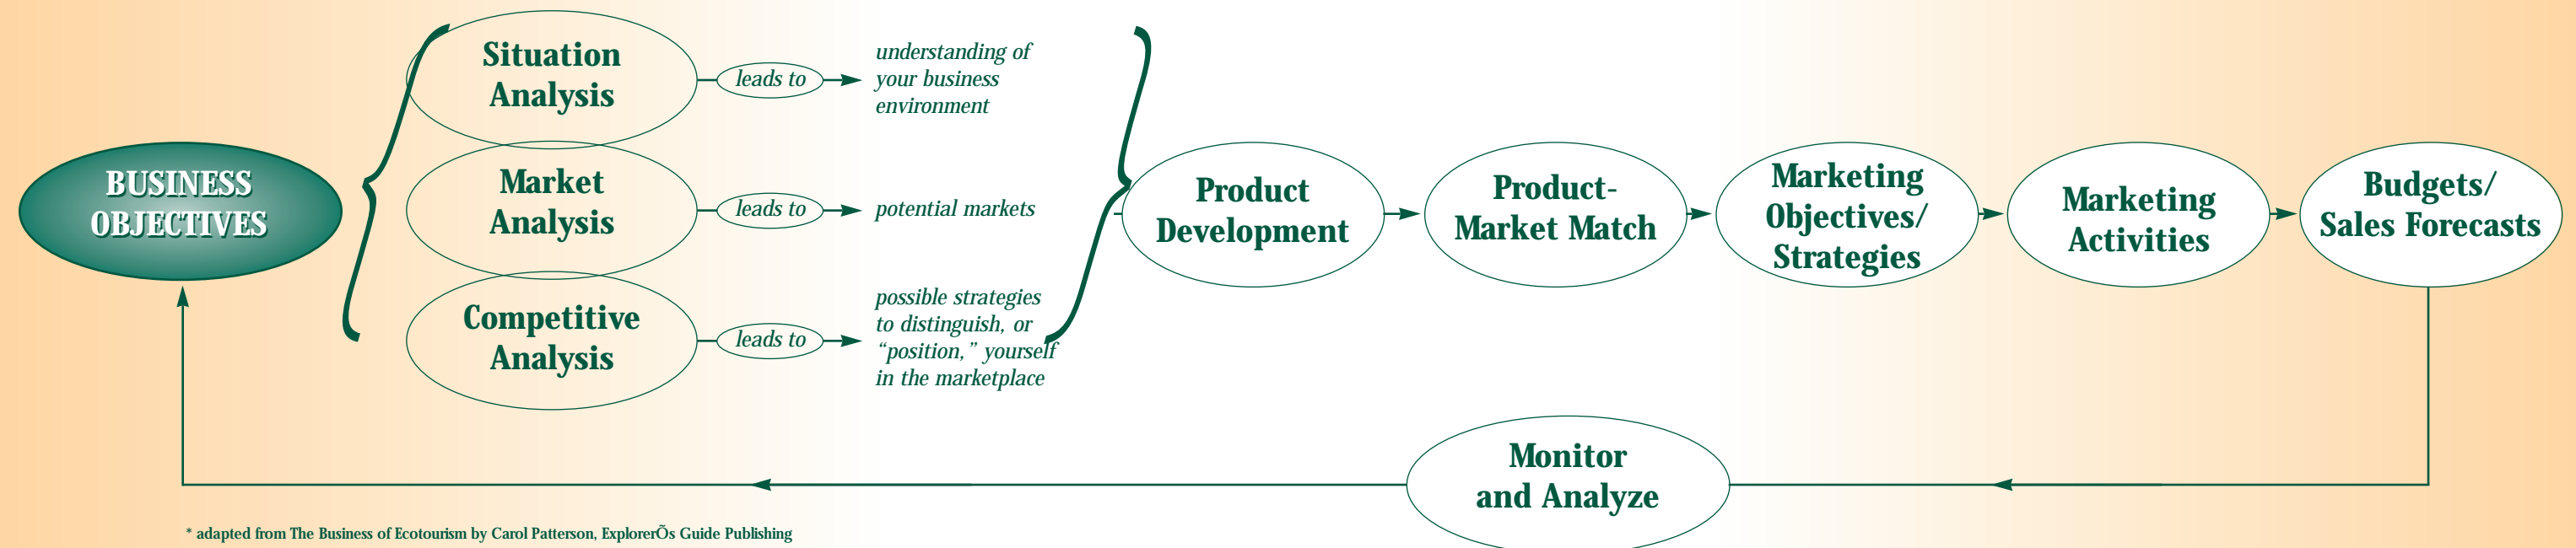 BUSINESS
OBJECTIVES
Situation
Analysis
leads to
understanding of
your business
environment
Market
Analysis
leads to
potential markets
Competitive
Analysis
leads to
possible strategies
to distinguish, or
“position,” yourself
in the marketplace
Product
Development
Product-
Market Match
Marketing
Objectives/
Strategies
Marketing
Activities
Budgets/
Sales Forecasts
Monitor
and Analyze
* adapted from The Business of Ecotourism by Carol Patterson, ExplorerÕs Guide Publishing